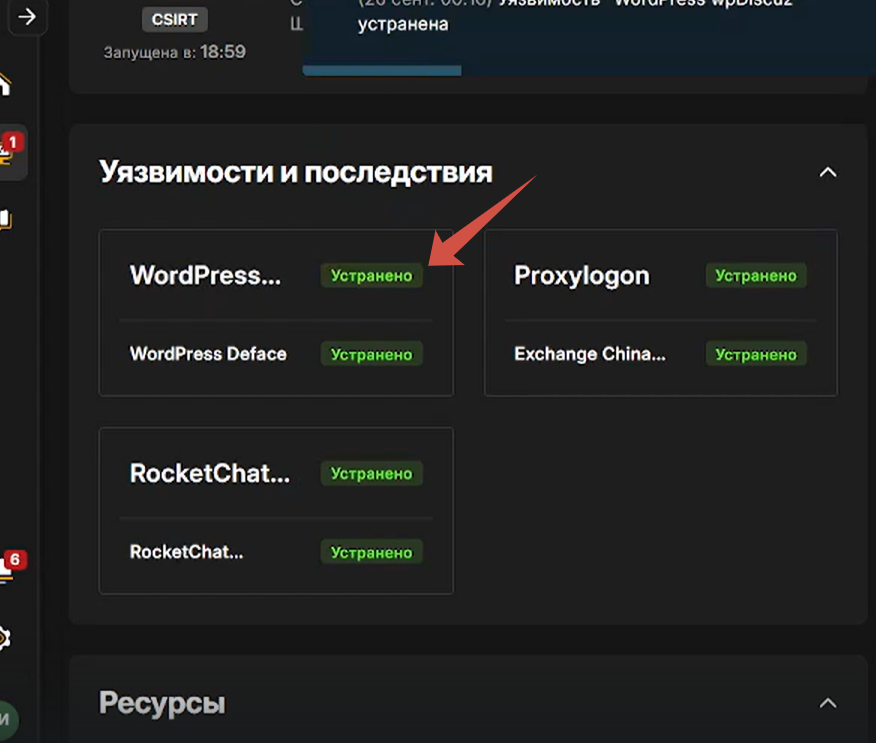 (26 сент. 00:16) Уязвимость "WordPress wpDiscuz"
CSIRT
устранена
Запущена в: 18:59
1
Уязвимости и последствия
WordPress... Устранено
Proxylogon Устранено
WordPress Deface Устранено
Exchange China... Устранено
RocketChat... Устранено
RocketChat... Устранено
6
Ресурсы
И